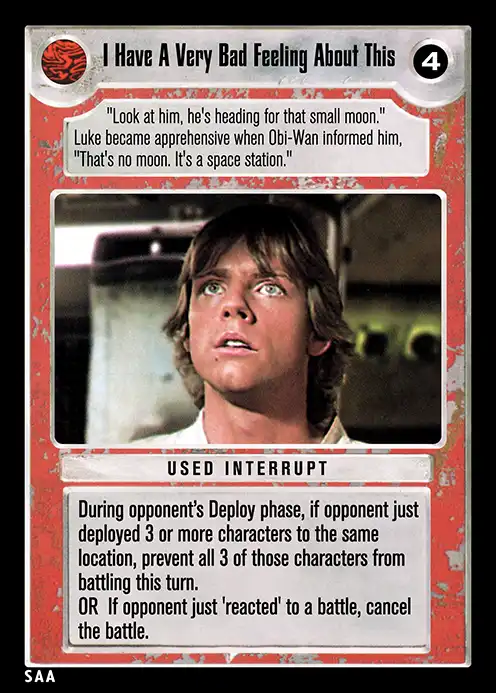 I Have A Very Bad Feeling About This
4
"Look at him, he's heading for that small moon."
Luke became apprehensive when Obi-Wan informed him,
"That's no moon. It's a space station."
USED INTERRUPT
During opponent's Deploy phase, if opponent just
deployed 3 or more characters to the same
location, prevent all 3 of those characters from
battling this turn.
OR If opponent just 'reacted' to a battle, cancel
the battle.
SAA